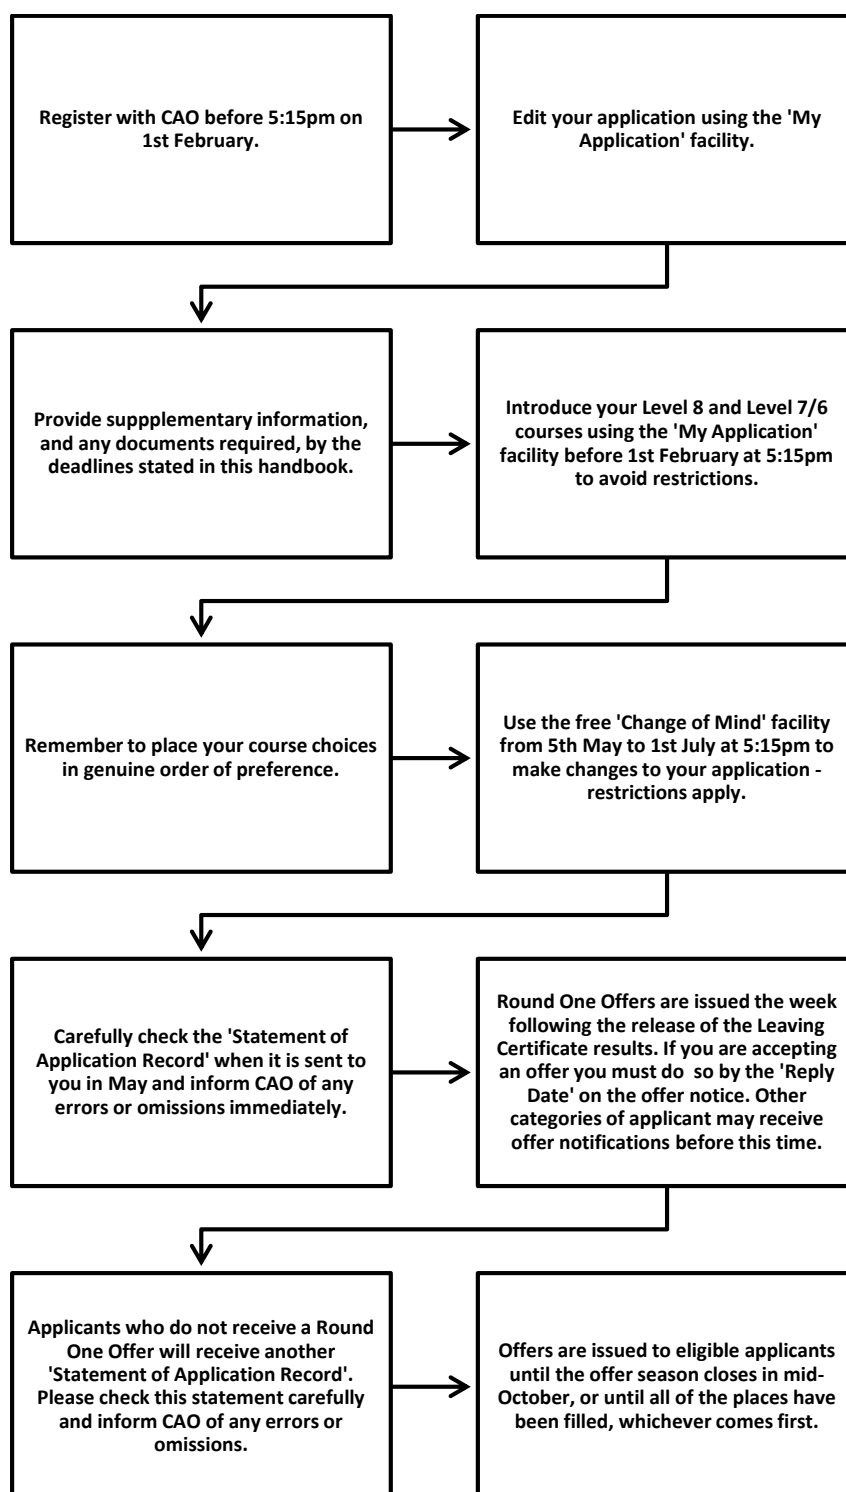 Register with CAO before 5:15pm on
1st February.
Edit your application using the 'My
Application' facility.
Provide suppplementary information,
and any documents required, by the
deadlines stated in this handbook.
Introduce your Level 8 and Level 7/6
courses using the 'My Application'
facility before 1st February at 5:15pm
to avoid restrictions.
Remember to place your course choices
in genuine order of preference.
Use the free 'Change of Mind' facility
from 5th May to 1st July at 5:15pm to
make changes to your application -
restrictions apply.
Carefully check the 'Statement of
Application Record' when it is sent to
you in May and inform CAO of any
errors or omissions immediately.
Round One Offers are issued the week
following the release of the Leaving
Certificate results. If you are accepting
an offer you must do  so by the 'Reply
Date' on the offer notice. Other
categories of applicant may receive
offer notifications before this time.
Applicants who do not receive a Round
One Offer will receive another
'Statement of Application Record'.
Please check this statement carefully
and inform CAO of any errors or
omissions.
Offers are issued to eligible applicants
until the offer season closes in mid-
October, or until all of the places have
been filled, whichever comes first.